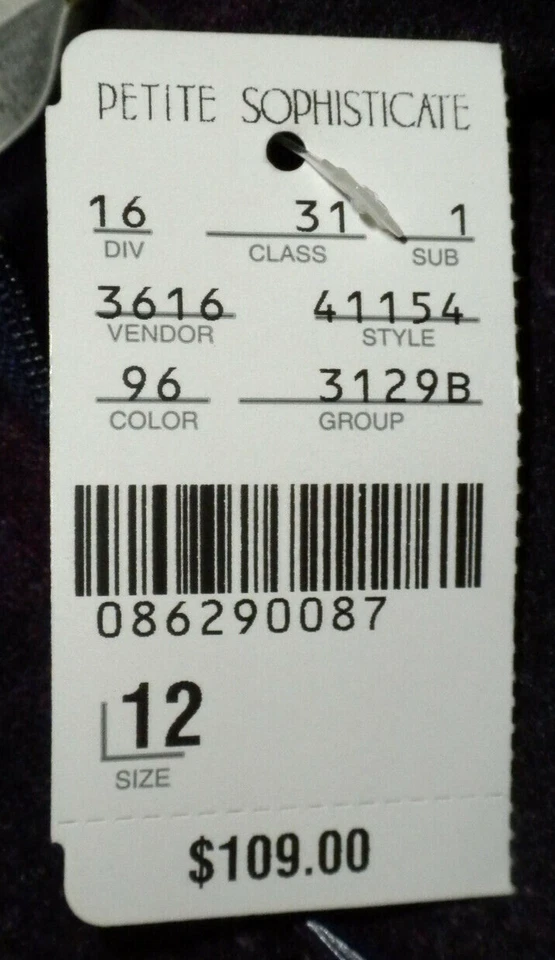 PETITE SOPHISTICATE
16 31 1
DIV CLASS SUB
3616 41154
VENDOR STYLE
96 3129B
COLOR GROUP
086290087
12
SIZE
$109.00